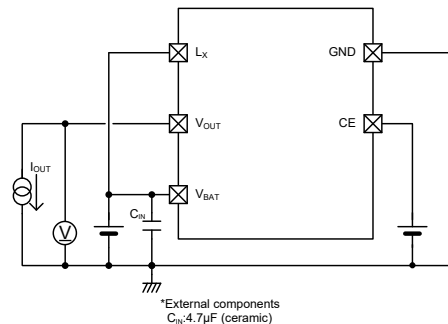 LX
GND
VOUT
CE
IOUT
VBAT
CIN
V
*External components
CIN:4.7µF (ceramic)